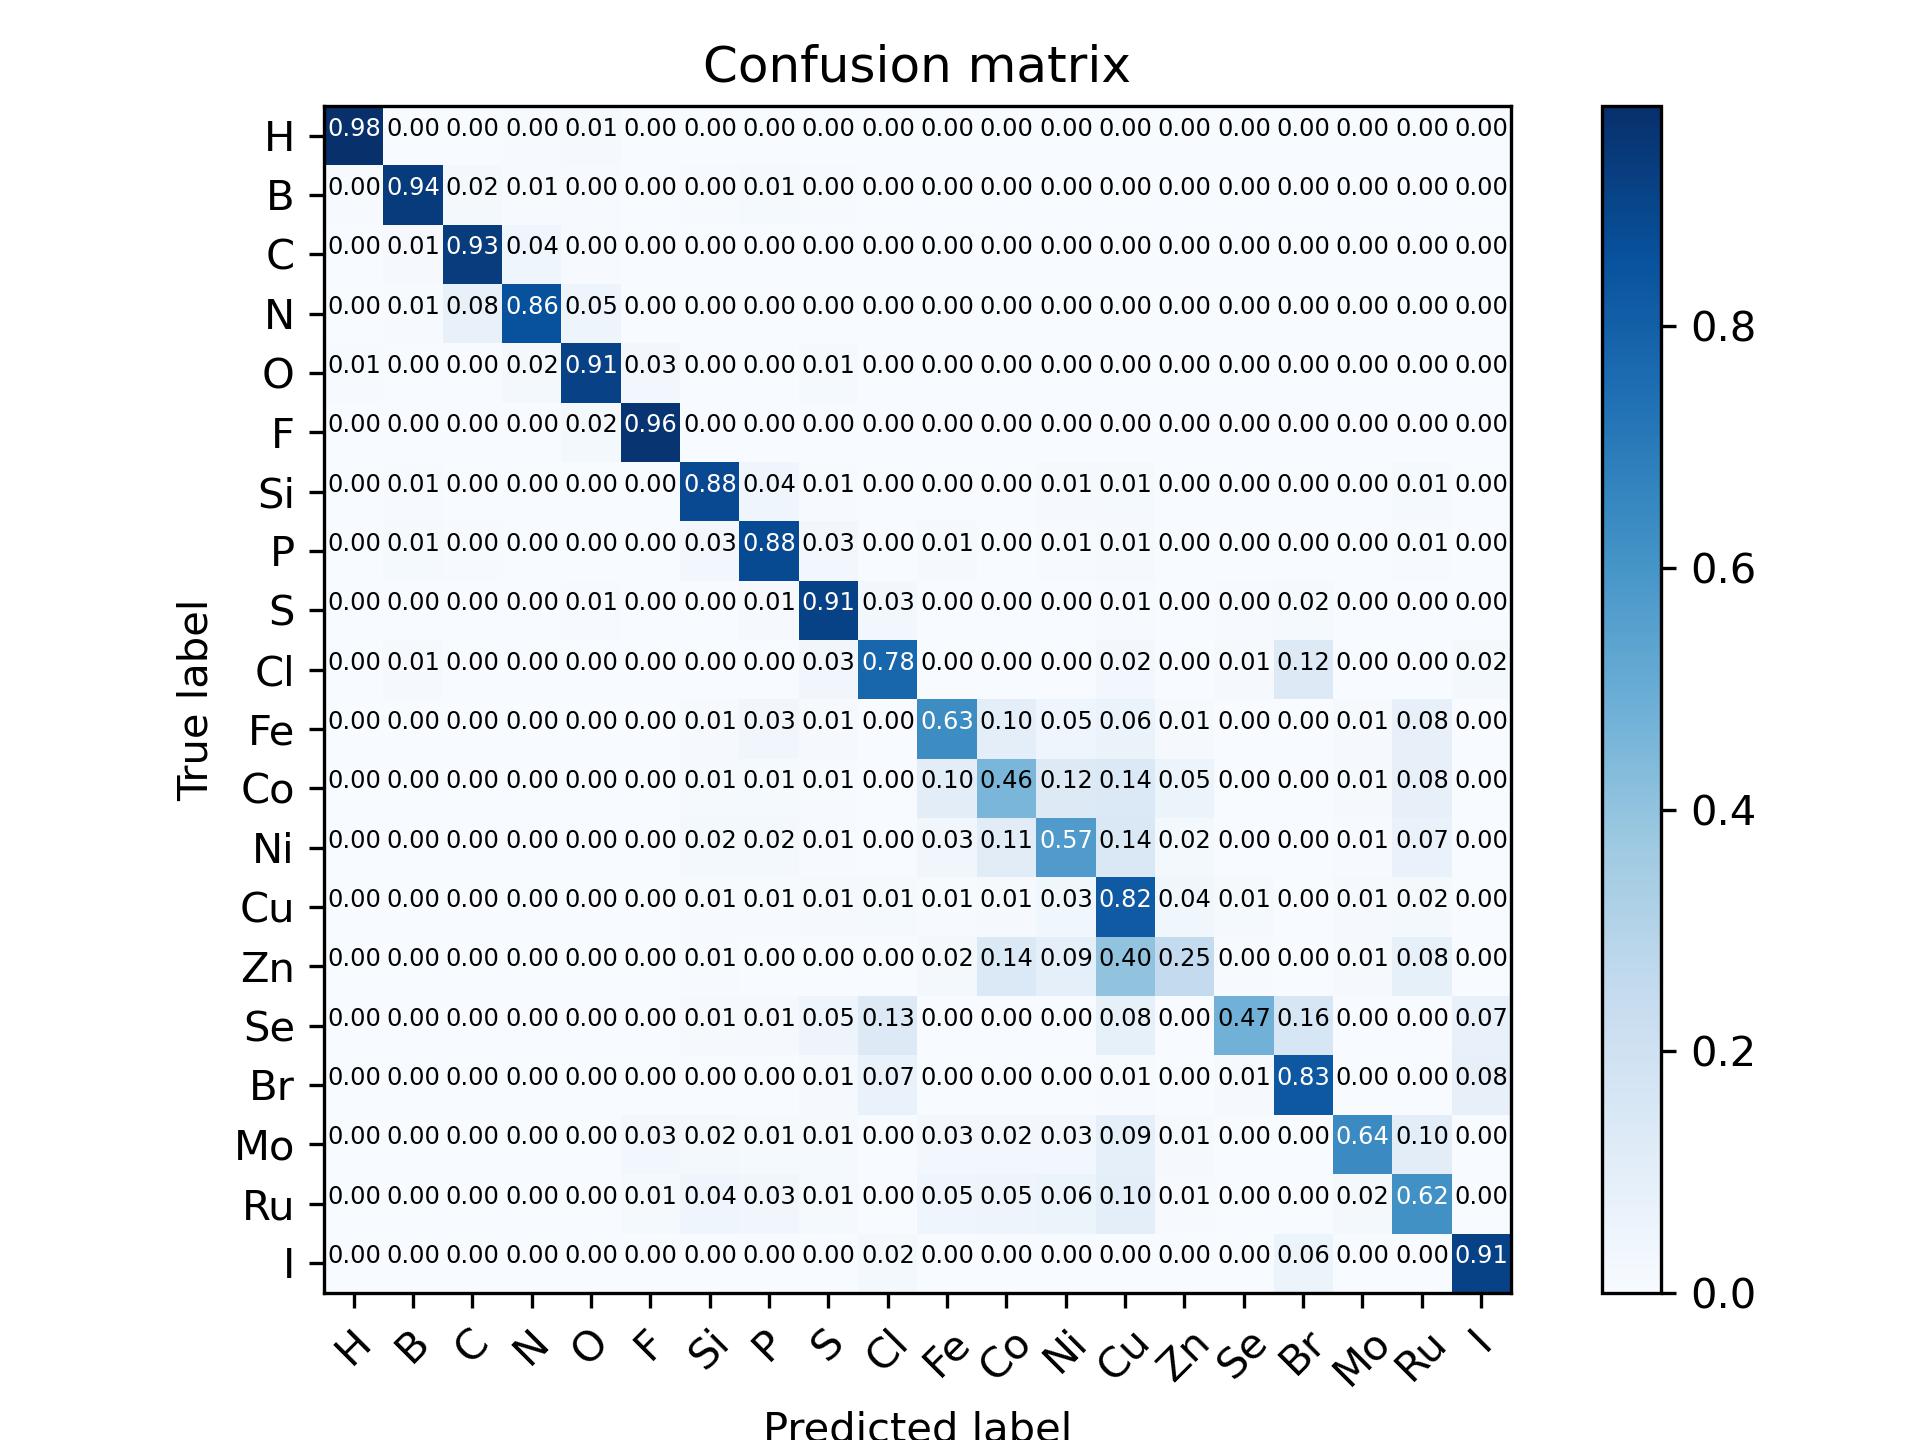 Confusion matrix
H 0.98 0.00 0.00 0.00 0.01 0.00 0.00 0.00 0.00 0.00 0.00 0.00 0.00 0.00 0.00 0.00 0.00 0.00 0.00 0.00
B 0.00 0.94 0.02 0.01 0.00 0.00 0.00 0.01 0.00 0.00 0.00 0.00 0.00 0.00 0.00 0.00 0.00 0.00 0.00 0.00
C 0.00 0.01 0.93 0.04 0.00 0.00 0.00 0.00 0.00 0.00 0.00 0.00 0.00 0.00 0.00 0.00 0.00 0.00 0.00 0.00
N 0.00 0.01 0.08 0.86 0.05 0.00 0.00 0.00 0.00 0.00 0.00 0.00 0.00 0.00 0.00 0.00 0.00 0.00 0.00 0.00
O 0.01 0.00 0.00 0.02 0.91 0.03 0.00 0.00 0.01 0.00 0.00 0.00 0.00 0.00 0.00 0.00 0.00 0.00 0.00 0.00
F 0.00 0.00 0.00 0.00 0.02 0.96 0.00 0.00 0.00 0.00 0.00 0.00 0.00 0.00 0.00 0.00 0.00 0.00 0.00 0.00
Si 0.00 0.01 0.00 0.00 0.00 0.00 0.88 0.04 0.01 0.00 0.00 0.00 0.01 0.01 0.00 0.00 0.00 0.00 0.01 0.00
P 0.00 0.01 0.00 0.00 0.00 0.00 0.03 0.88 0.03 0.00 0.01 0.00 0.01 0.01 0.00 0.00 0.00 0.00 0.01 0.00
S 0.00 0.00 0.00 0.00 0.01 0.00 0.00 0.01 0.91 0.03 0.00 0.00 0.00 0.01 0.00 0.00 0.02 0.00 0.00 0.00
Cl 0.00 0.01 0.00 0.00 0.00 0.00 0.00 0.00 0.03 0.78 0.00 0.00 0.00 0.02 0.00 0.01 0.12 0.00 0.00 0.02
Fe 0.00 0.00 0.00 0.00 0.00 0.00 0.01 0.03 0.01 0.00 0.63 0.10 0.05 0.06 0.01 0.00 0.00 0.01 0.08 0.00
Co 0.00 0.00 0.00 0.00 0.00 0.00 0.01 0.01 0.01 0.00 0.10 0.46 0.12 0.14 0.05 0.00 0.00 0.01 0.08 0.00
Ni 0.00 0.00 0.00 0.00 0.00 0.00 0.02 0.02 0.01 0.00 0.03 0.11 0.57 0.14 0.02 0.00 0.00 0.01 0.07 0.00
Cu 0.00 0.00 0.00 0.00 0.00 0.00 0.01 0.01 0.01 0.01 0.01 0.01 0.03 0.82 0.04 0.01 0.00 0.01 0.02 0.00
Zn 0.00 0.00 0.00 0.00 0.00 0.00 0.01 0.00 0.00 0.00 0.02 0.14 0.09 0.40 0.25 0.00 0.00 0.01 0.08 0.00
Se 0.00 0.00 0.00 0.00 0.00 0.00 0.01 0.01 0.05 0.13 0.00 0.00 0.00 0.08 0.00 0.47 0.16 0.00 0.00 0.07
Br 0.00 0.00 0.00 0.00 0.00 0.00 0.00 0.00 0.01 0.07 0.00 0.00 0.00 0.01 0.00 0.01 0.83 0.00 0.00 0.08
Mo 0.00 0.00 0.00 0.00 0.00 0.03 0.02 0.01 0.01 0.00 0.03 0.02 0.03 0.09 0.01 0.00 0.00 0.64 0.10 0.00
Ru 0.00 0.00 0.00 0.00 0.00 0.01 0.04 0.03 0.01 0.00 0.05 0.05 0.06 0.10 0.01 0.00 0.00 0.02 0.62 0.00
I 0.00 0.00 0.00 0.00 0.00 0.00 0.00 0.00 0.00 0.02 0.00 0.00 0.00 0.00 0.00 0.00 0.06 0.00 0.00 0.91
H B C N O F Si P S Cl Fe Co Ni Cu Zn Se Br Mo Ru I
Predicted label
True label
0.8
0.6
0.4
0.2
0.0